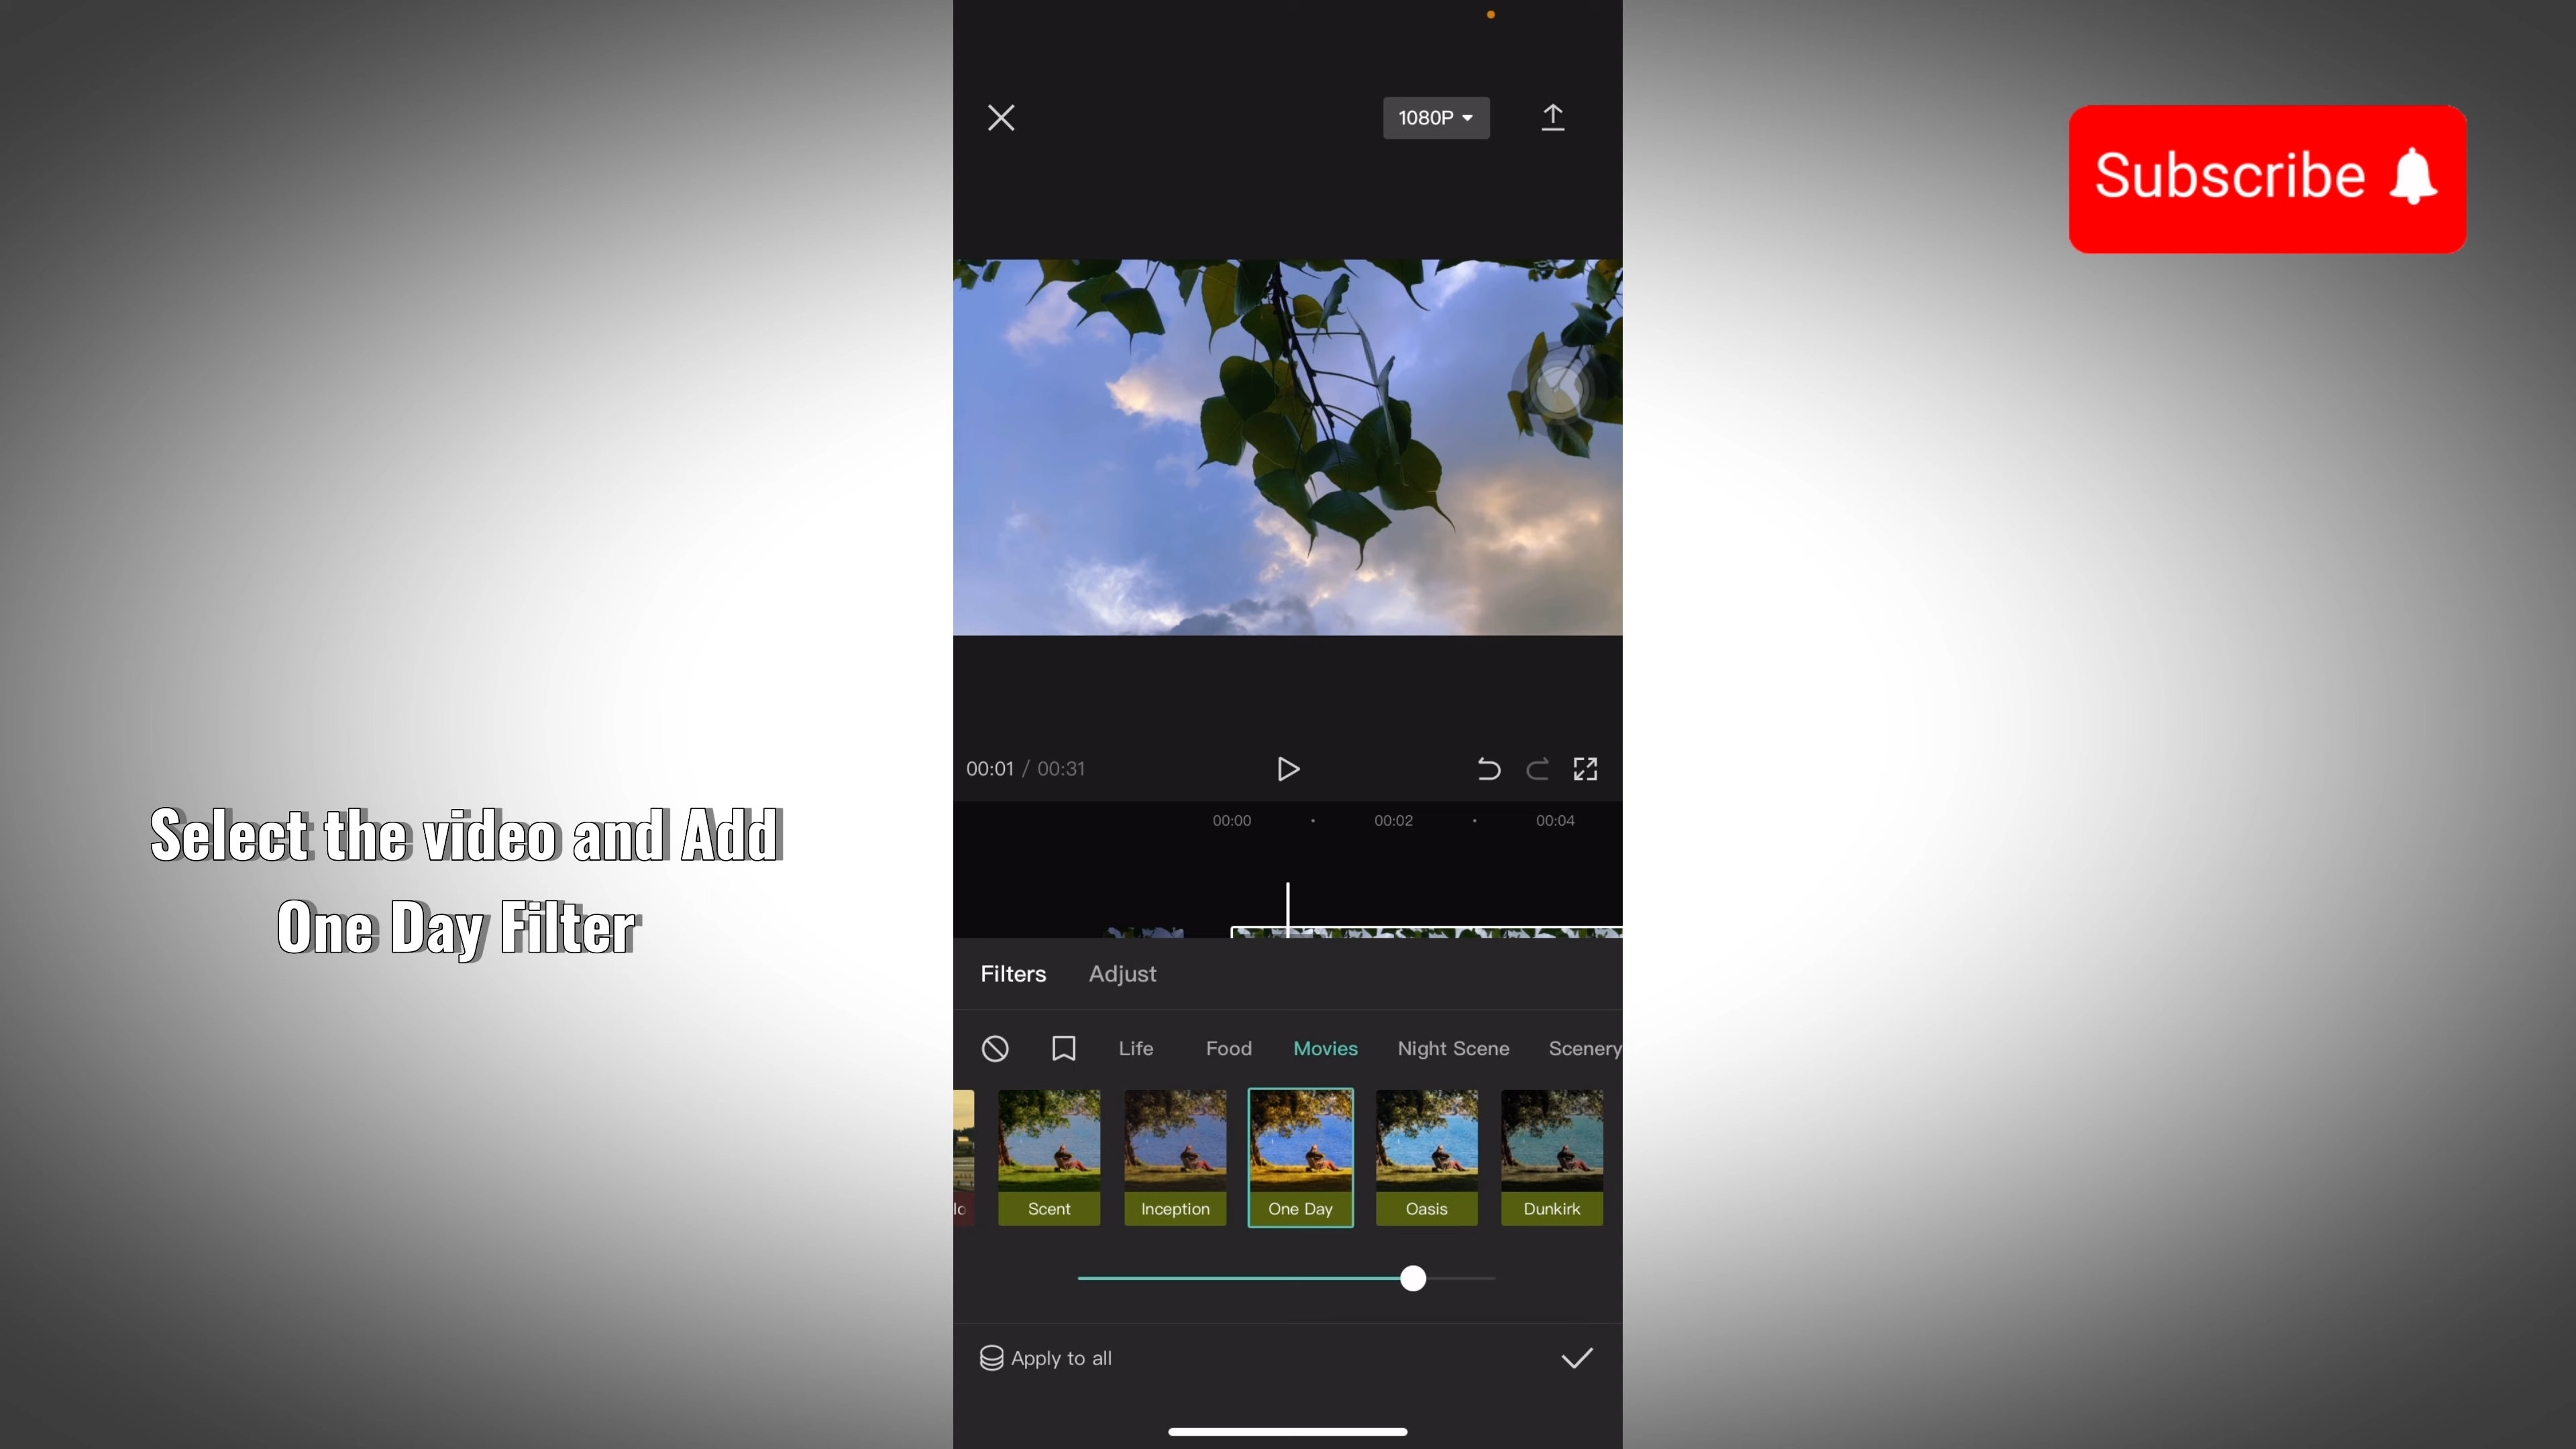 1080P
Subscribe
00:01 / 00:31
00:00 00:02 00:04
Select the video and Add
One Day Filter
Filters Adjust
Life Food Movies Night Scene Scenery
lo Scent Inception One Day Oasis Dunkirk
Apply to all